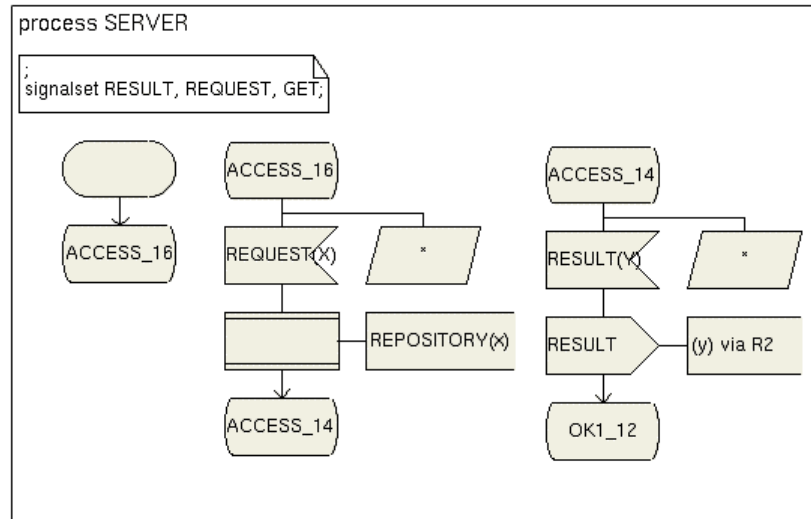 process SERVER
;
signalset RESULT, REQUEST, GET;
ACCESS_16
ACCESS_16
REQUEST(X)
*
REPOSITORY(x)
ACCESS_14
ACCESS_14
RESULT(Y)
*
RESULT
(y) via R2
OK1_12